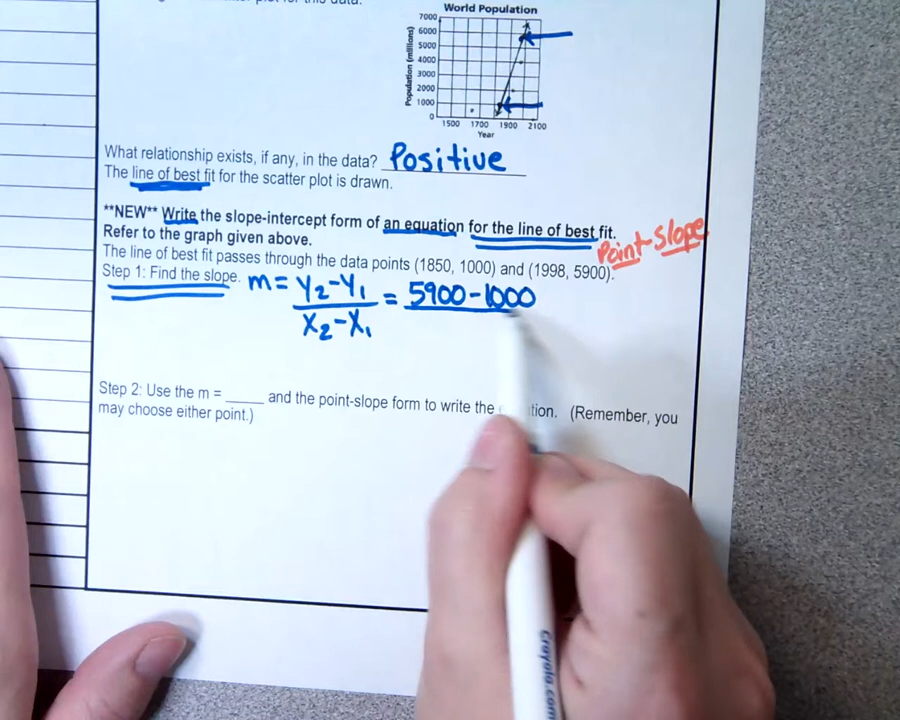 for this data.
World Population
Population (millions)
7000
6000
5000
4000
3000
2000
1000
0
1500 1700 1900 2100
Year
What relationship exists, if any, in the data? Positive
The line of best fit for the scatter plot is drawn.
**NEW** Write the slope-intercept form of an equation for the line of best fit.
Refer to the graph given above.
Point-Slope
The line of best fit passes through the data points (1850, 1000) and (1998, 5900).
Step 1: Find the slope. m = Y2-Y1 / X2-X1 = 5900-1000
Step 2: Use the m = _____ and the point-slope form to write the tion. (Remember, you
may choose either point.)
Crayola.com